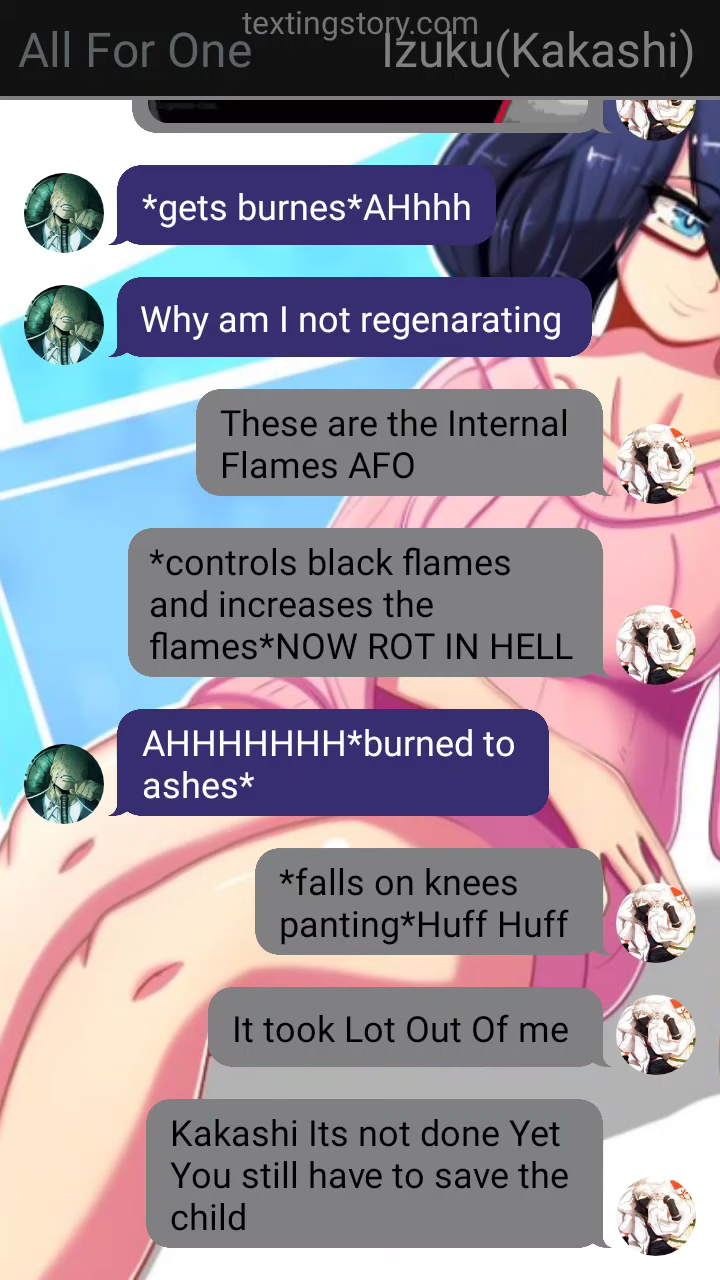 textingstory.com
All For One Izuku(Kakashi)
*gets burnes*AHhhh
Why am I not regenarating
These are the Internal
Flames AFO
*controls black flames
and increases the
flames*NOW ROT IN HELL
AHHHHHHH*burned to
ashes*
*falls on knees
panting*Huff Huff
It took Lot Out Of me
Kakashi Its not done Yet
You still have to save the
child